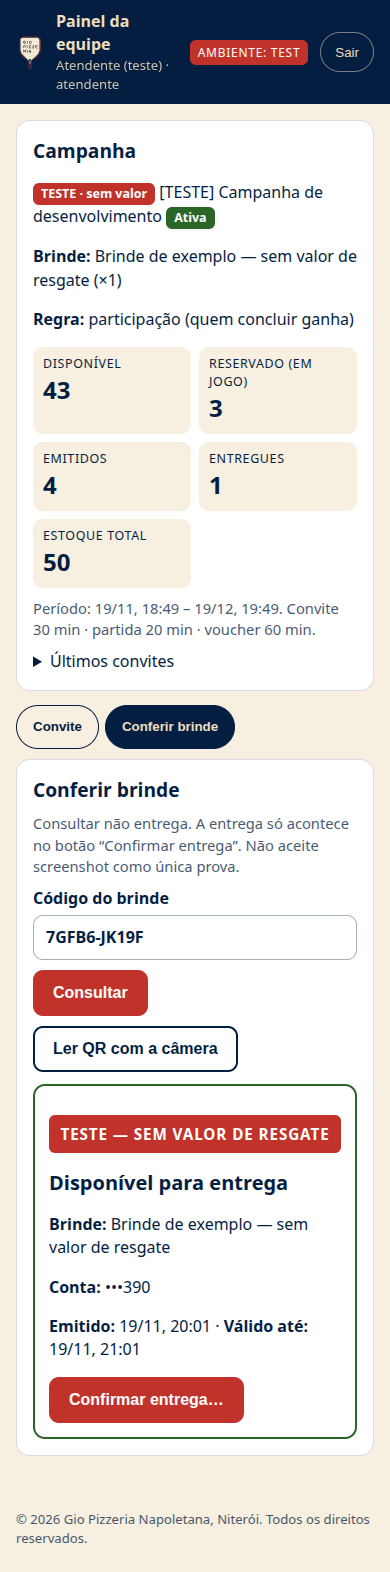 GIO
PIZZE
RIA
Painel da
equipe
Atendente (teste) ·
atendente
AMBIENTE: TEST
Sair
Campanha
TESTE · sem valor [TESTE] Campanha de
desenvolvimento Ativa
Brinde: Brinde de exemplo — sem valor de
resgate (×1)
Regra: participação (quem concluir ganha)
DISPONÍVEL
43
RESERVADO (EM
JOGO)
3
EMITIDOS
4
ENTREGUES
1
ESTOQUE TOTAL
50
Período: 19/11, 18:49 – 19/12, 19:49. Convite
30 min · partida 20 min · voucher 60 min.
▶ Últimos convites
Convite
Conferir brinde
Conferir brinde
Consultar não entrega. A entrega só acontece
no botão “Confirmar entrega”. Não aceite
screenshot como única prova.
Código do brinde
7GFB6-JK19F
Consultar
Ler QR com a câmera
TESTE — SEM VALOR DE RESGATE
Disponível para entrega
Brinde: Brinde de exemplo — sem
valor de resgate
Conta: •••390
Emitido: 19/11, 20:01 · Válido até:
19/11, 21:01
Confirmar entrega…
© 2026 Gio Pizzeria Napoletana, Niterói. Todos os direitos
reservados.